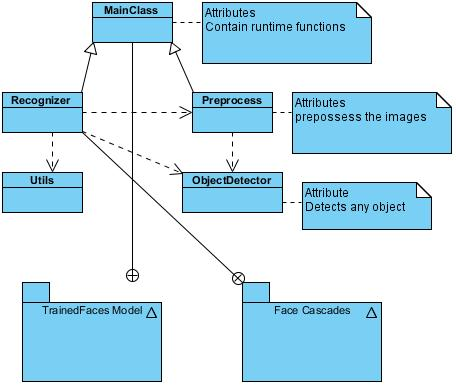 MainClass
Attributes
Contain runtime functions
Recognizer
Preprocess
Attributes
prepossess the images
Utils
ObjectDetector
Attribute
Detects any object
TrainedFaces Model
Face Cascades